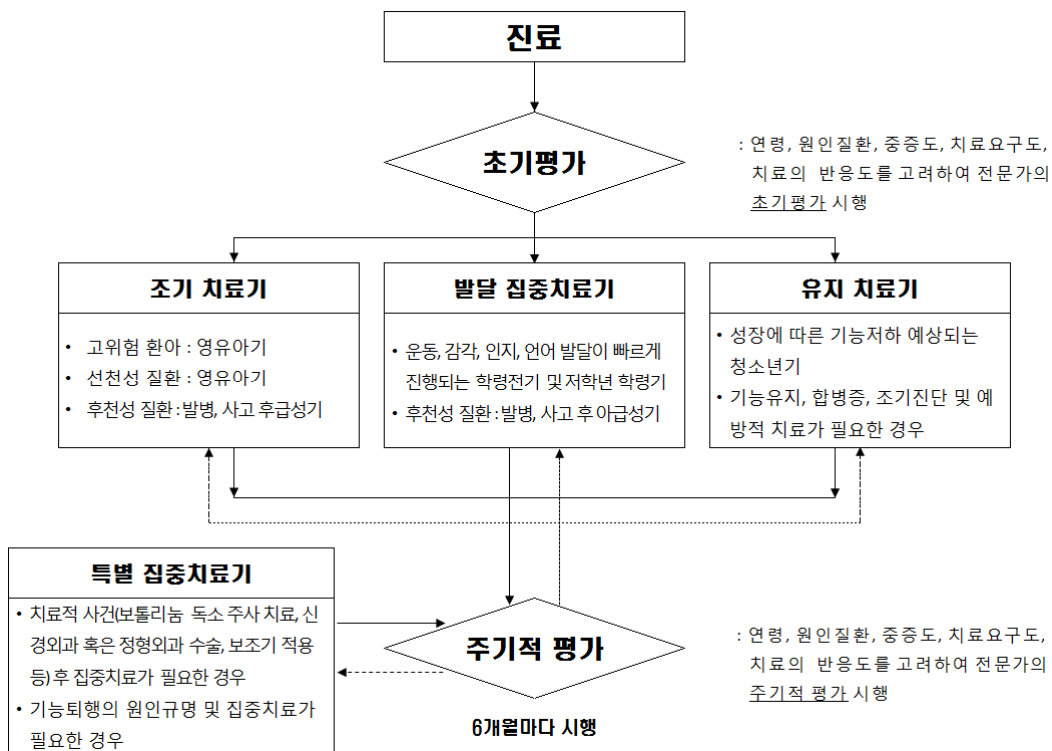 진료
초기평가
: 연령, 원인질환, 중증도, 치료요구도,
치료의 반응도를 고려하여 전문가의
초기평가 시행
조기 치료기
• 고위험 환아 : 영유아기
• 선천성 질환 : 영유아기
• 후천성 질환 : 발병, 사고 후급성기
발달 집중치료기
• 운동, 감각, 인지, 언어 발달이 빠르게
진행되는 학령전기 및 저학년 학령기
• 후천성 질환 : 발병, 사고 후 아급성기
유지 치료기
• 성장에 따른 기능저하 예상되는
청소년기
• 기능유지, 합병증, 조기진단 및 예
방적 치료가 필요한 경우
특별 집중치료기
• 치료적 사건(보톨리눔 독소 주사 치료, 신
경외과 혹은 정형외과 수술, 보조기 적용
등) 후 집중치료가 필요한 경우
• 기능퇴행의 원인규명 및 집중치료가
필요한 경우
주기적 평가
6개월마다 시행
: 연령, 원인질환, 중증도, 치료요구도,
치료의 반응도를 고려하여 전문가의
주기적 평가 시행